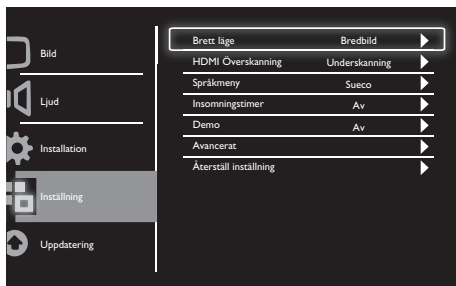 Bild
Ljud
Installation
Inställning
Uppdatering
Brett läge Bredbild
HDMI Överskanning Underskanning
Språkmeny Sueco
Insomningstimer Av
Demo Av
Avancerat
Återställ inställning